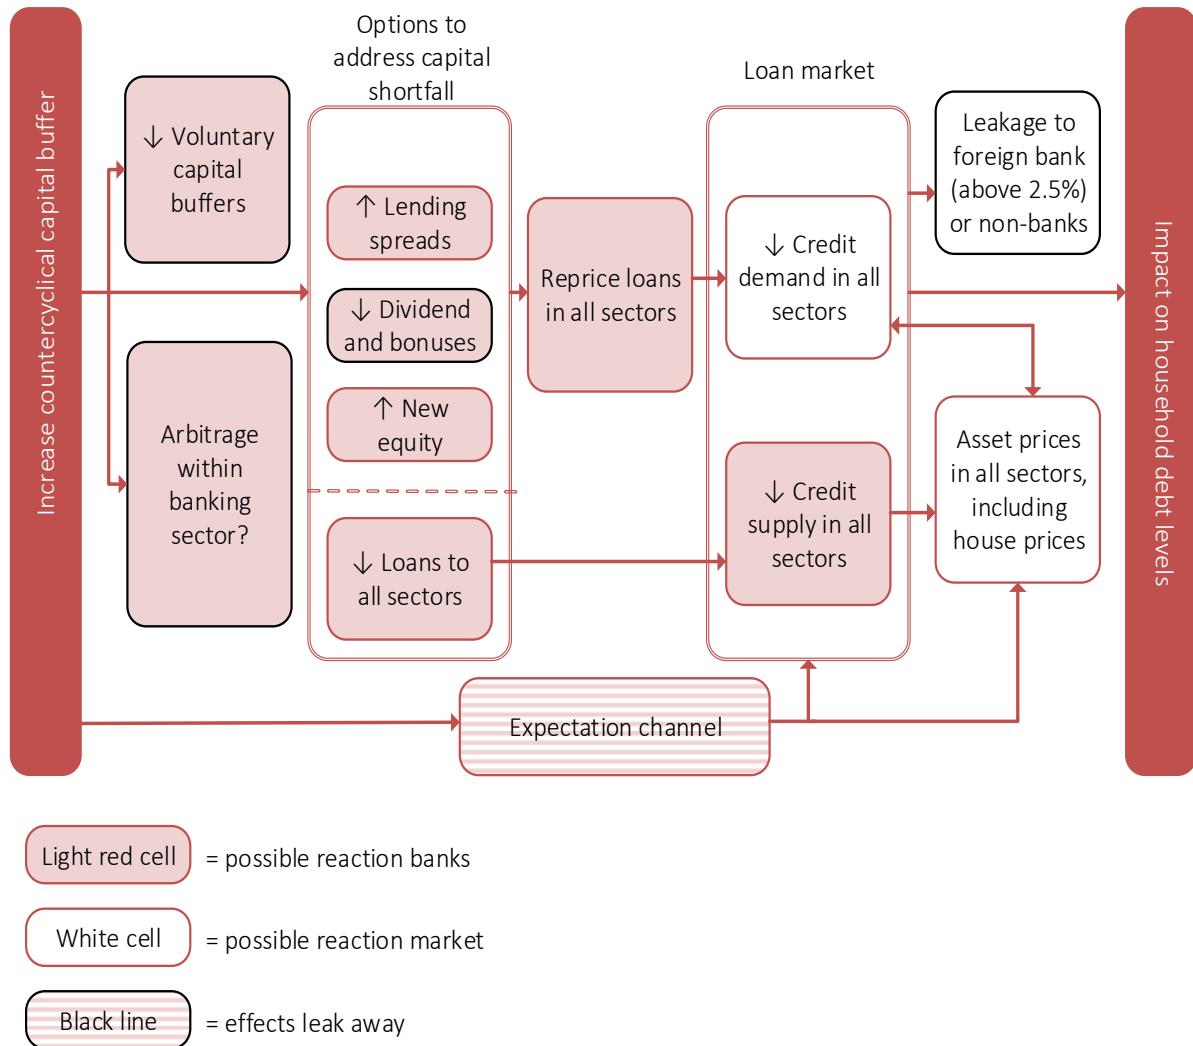 Increase countercyclical capital buffer
↓ Voluntary
capital
buffers
Arbitrage
within
banking
sector?
Options to
address capital
shortfall
↑ Lending
spreads
↓ Dividend
and bonuses
↑ New
equity
↓ Loans to
all sectors
Reprice loans
in all sectors
Loan market
↓ Credit
demand in all
sectors
↓ Credit
supply in all
sectors
Leakage to
foreign bank
(above 2.5%)
or non-banks
Asset prices
in all sectors,
including
house prices
Expectation channel
Impact on household debt levels
Light red cell
= possible reaction banks
White cell
= possible reaction market
Black line
= effects leak away